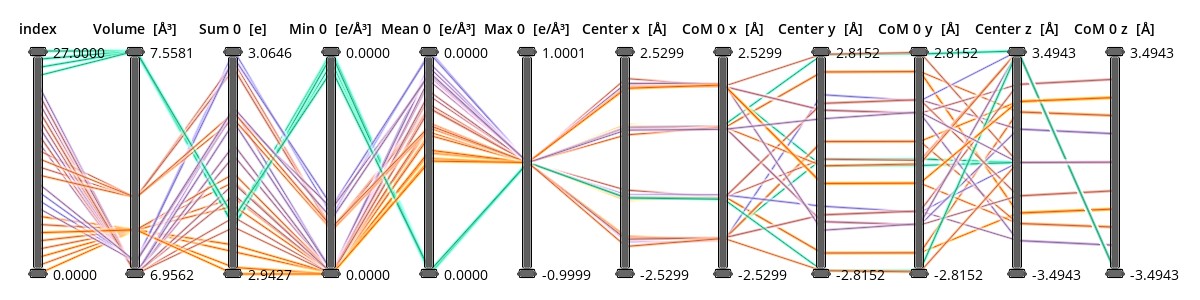 index Volume [Å³] Sum 0 [e] Min 0 [e/Å³] Mean 0 [e/Å³] Max 0 [e/Å³] Center x [Å] CoM 0 x [Å] Center y [Å] CoM 0 y [Å] Center z [Å] CoM 0 z [Å]
27.0000 7.5581 3.0646 0.0000 0.0000 1.0001 2.5299 2.5299 2.8152 2.8152 3.4943 3.4943
0.0000 6.9562 2.9427 0.0000 0.0000 -0.9999 -2.5299 -2.5299 -2.8152 -2.8152 -3.4943 -3.4943